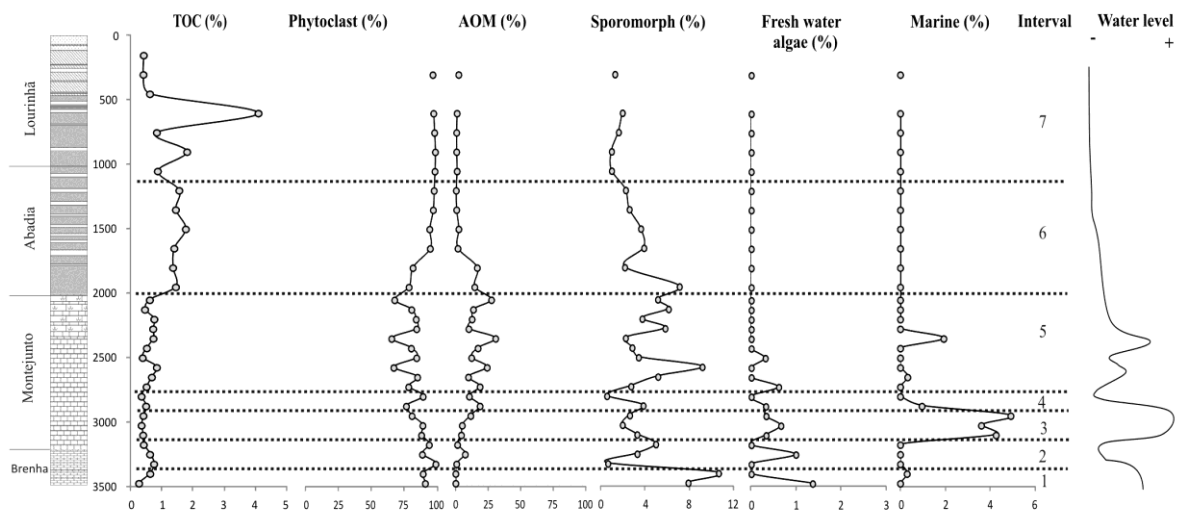 TOC (%) Phytoclast (%) AOM (%) Sporomorph (%) Fresh water algae (%) Marine (%) Interval Water level
- +
0
500
1000
1500
2000
2500
3000
3500
Lourinhã
Abadia
Montejunto
Brenha
7
6
5
4
3
2
1
0 1 2 3 4 5 0 25 50 75 100 0 25 50 75 100 0 4 8 12 0 1 2 3 0 2 4 6